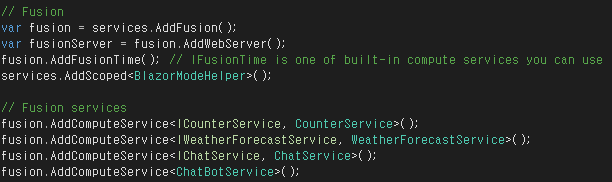 // Fusion
var fusion = services.AddFusion();
var fusionServer = fusion.AddWebServer();
fusion.AddFusionTime(); // IFusionTime is one of built-in compute services you can use
services.AddScoped<BlazorModeHelper>();
// Fusion services
fusion.AddComputeService<ICounterService, CounterService>();
fusion.AddComputeService<IWeatherForecastService, WeatherForecastService>();
fusion.AddComputeService<IChatService, ChatService>();
fusion.AddComputeService<ChatBotService>();